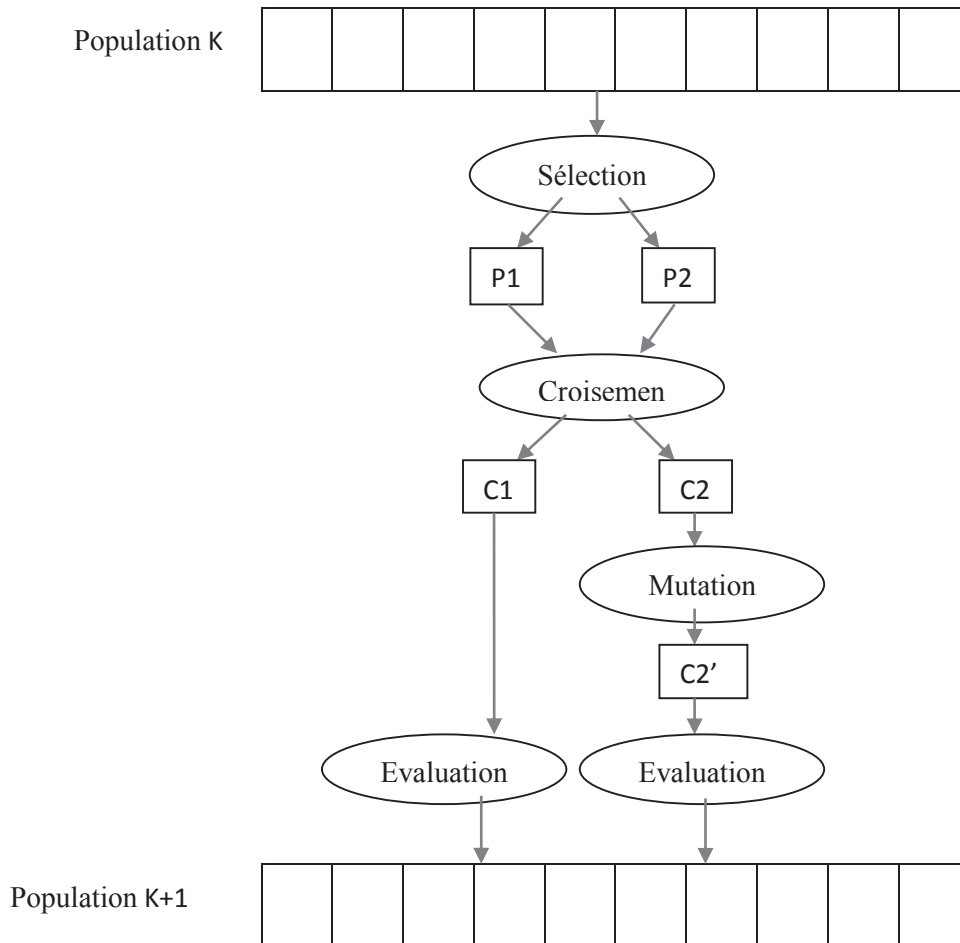 Population K
Sélection
P1 P2
Croisemen
C1 C2
Mutation
C2’
Evaluation Evaluation
Population K+1